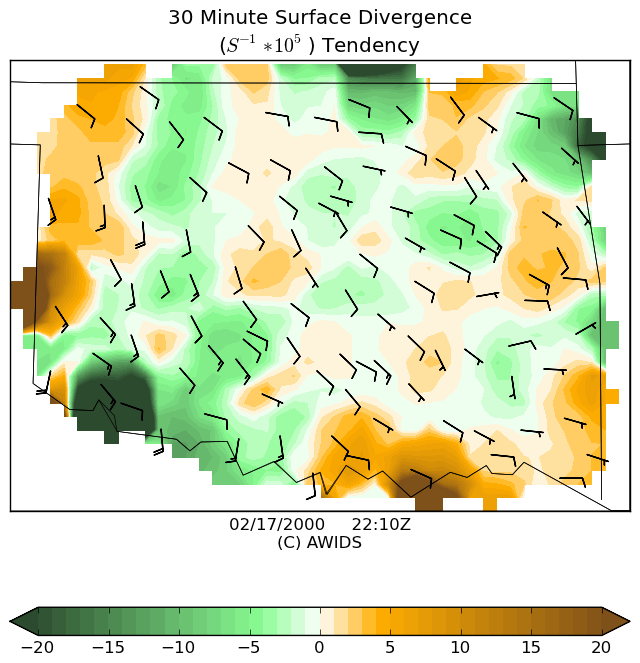 30 Minute Surface Divergence
(S⁻¹ *10⁵ ) Tendency
02/17/2000 22:10Z
(C) AWIDS
−20 −15 −10 −5 0 5 10 15 20